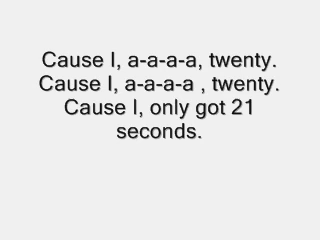 Cause I, a-a-a-a, twenty.
Cause I, a-a-a-a , twenty.
Cause I, only got 21
seconds.